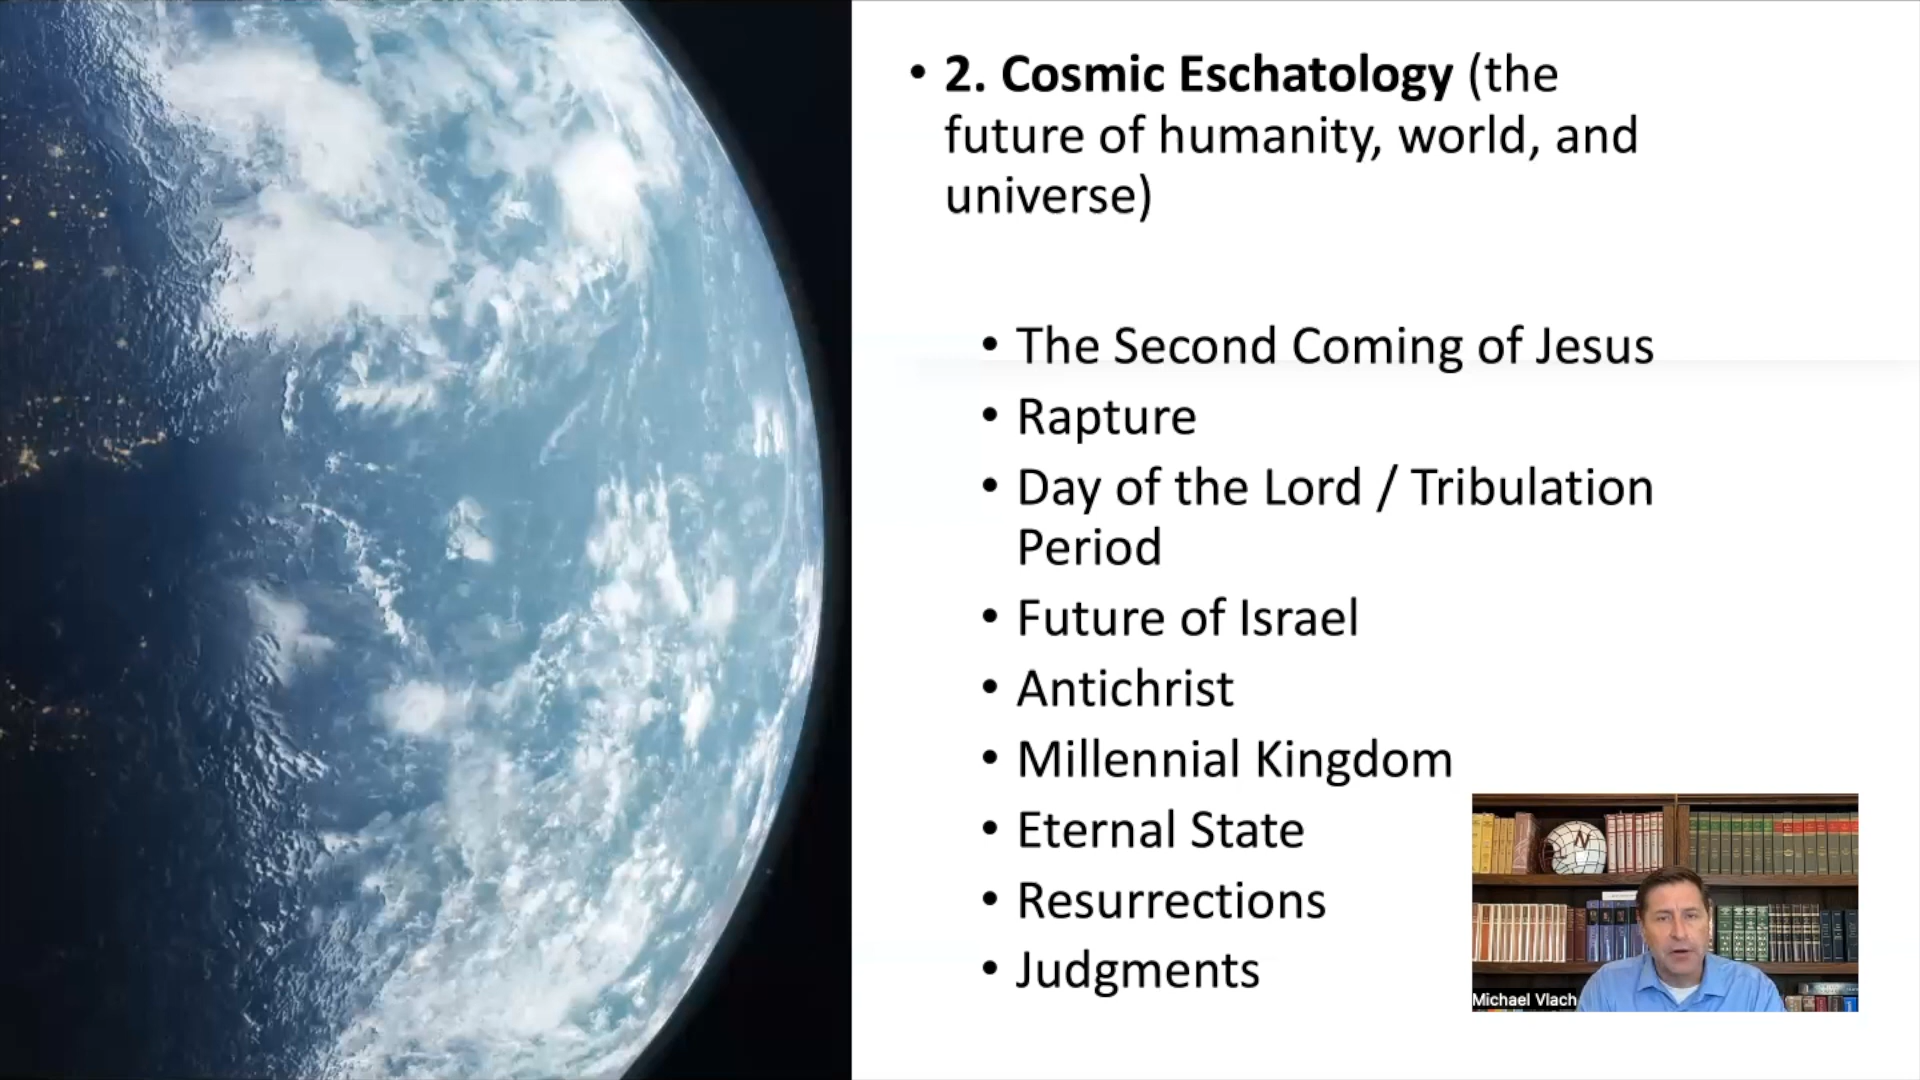 • 2. Cosmic Eschatology (the
future of humanity, world, and
universe)
• The Second Coming of Jesus
• Rapture
• Day of the Lord / Tribulation
Period
• Future of Israel
• Antichrist
• Millennial Kingdom
• Eternal State
• Resurrections
• Judgments
N
Michael Vlach